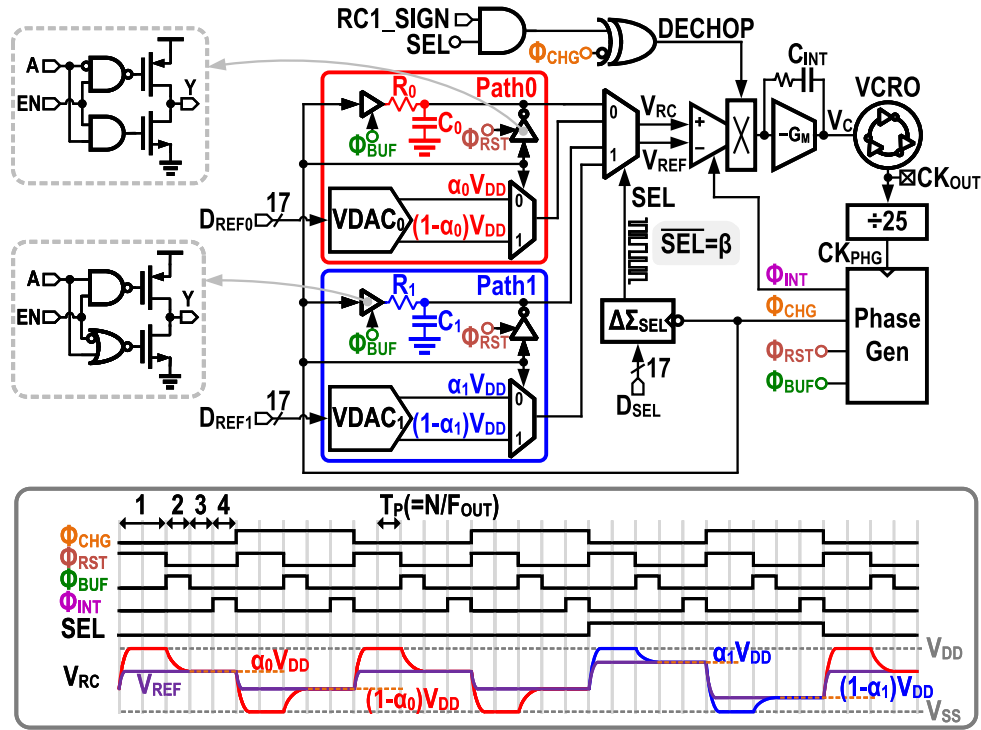 RC1_SIGN
SEL
DECHOP
ΦCHG
CINT
VCRO
A
EN
Y
Path0
R0
C0
ΦBUF
ΦRST
0
1
VRC
VREF
+
−
-GM
VC
CKOUT
÷25
CKPHG
DREF0
17
VDAC0
α0VDD
(1-α0)VDD
0
1
SEL
SEL=β
A
EN
Y
Path1
R1
C1
ΦBUF
ΦRST
ΔΣSEL
17
DSEL
ΦINT
ΦCHG
ΦRST
ΦBUF
Phase
Gen
DREF1
17
VDAC1
α1VDD
(1-α1)VDD
0
1
1 2 3 4
TP(=N/FOUT)
ΦCHG
ΦRST
ΦBUF
ΦINT
SEL
VRC
VREF
α0VDD
(1-α0)VDD
α1VDD
(1-α1)VDD
VDD
VSS